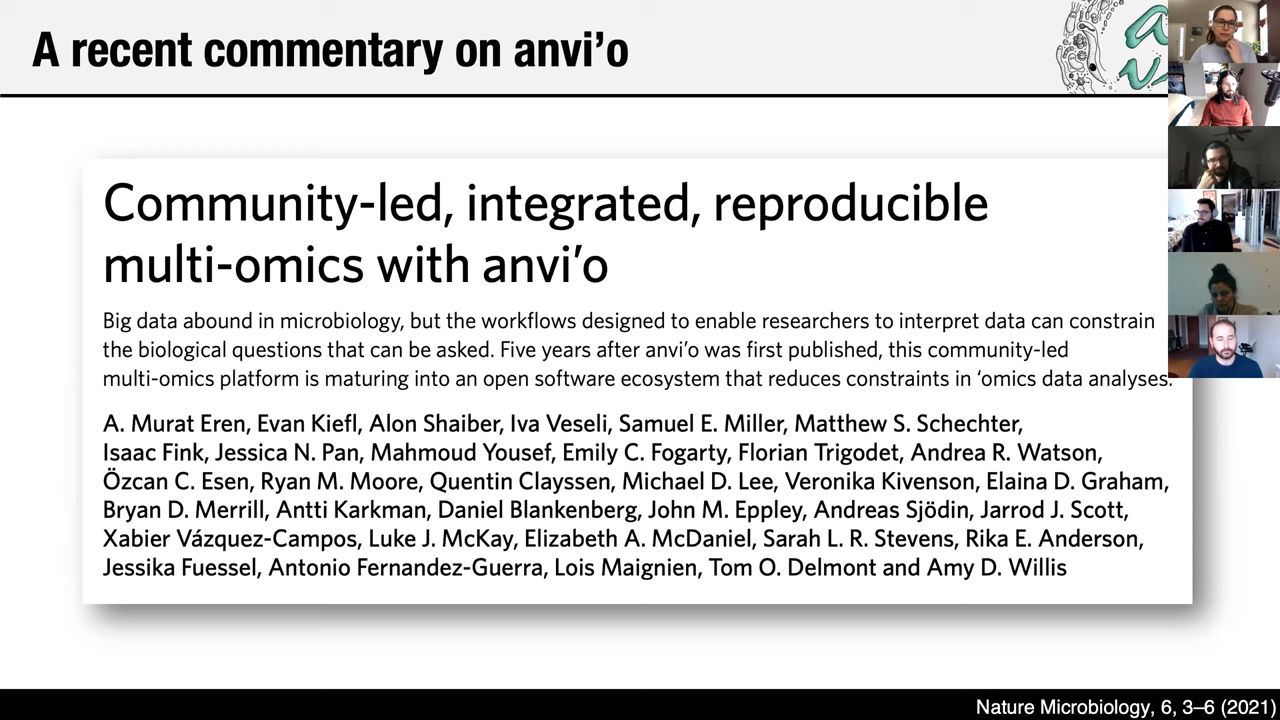 A recent commentary on anvi’o
Community-led, integrated, reproducible
multi-omics with anvi’o
Big data abound in microbiology, but the workflows designed to enable researchers to interpret data can constrain
the biological questions that can be asked. Five years after anvi’o was first published, this community-led
multi-omics platform is maturing into an open software ecosystem that reduces constraints in ‘omics data analyses.
A. Murat Eren, Evan Kiefl, Alon Shaiber, Iva Veseli, Samuel E. Miller, Matthew S. Schechter,
Isaac Fink, Jessica N. Pan, Mahmoud Yousef, Emily C. Fogarty, Florian Trigodet, Andrea R. Watson,
Özcan C. Esen, Ryan M. Moore, Quentin Clayssen, Michael D. Lee, Veronika Kivenson, Elaina D. Graham,
Bryan D. Merrill, Antti Karkman, Daniel Blankenberg, John M. Eppley, Andreas Sjödin, Jarrod J. Scott,
Xabier Vázquez-Campos, Luke J. McKay, Elizabeth A. McDaniel, Sarah L. R. Stevens, Rika E. Anderson,
Jessika Fuessel, Antonio Fernandez-Guerra, Lois Maignien, Tom O. Delmont and Amy D. Willis
Nature Microbiology, 6, 3–6 (2021)